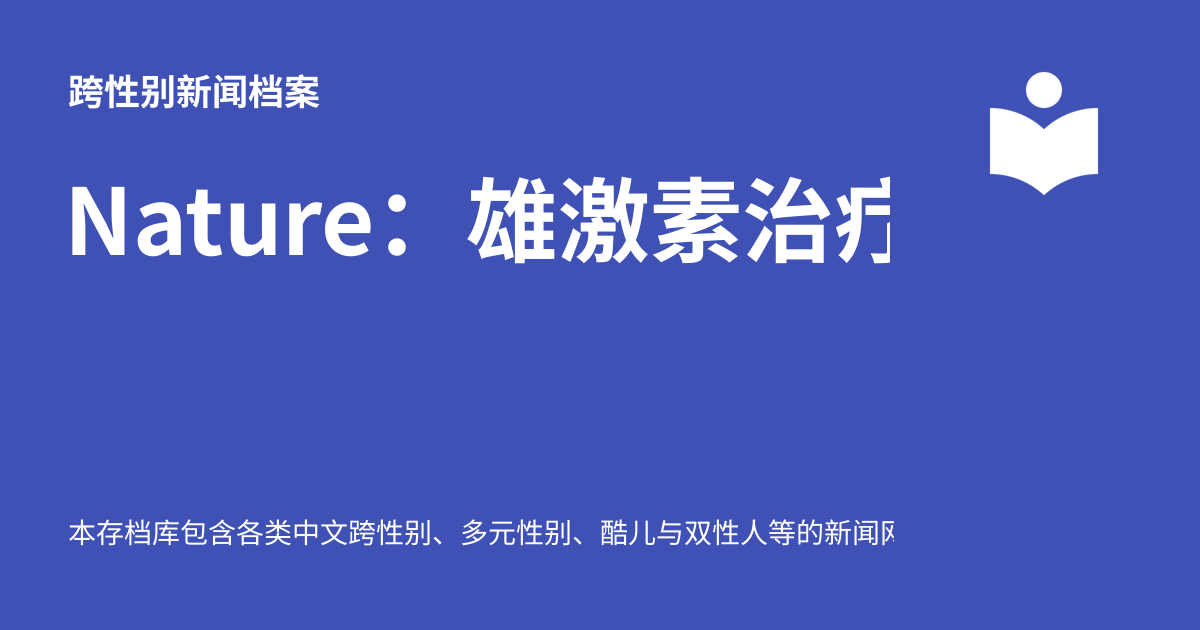 跨性别新闻档案
Nature：雄激素治疗
本存档库包含各类中文跨性别、多元性别、酷儿与双性人等的新闻网